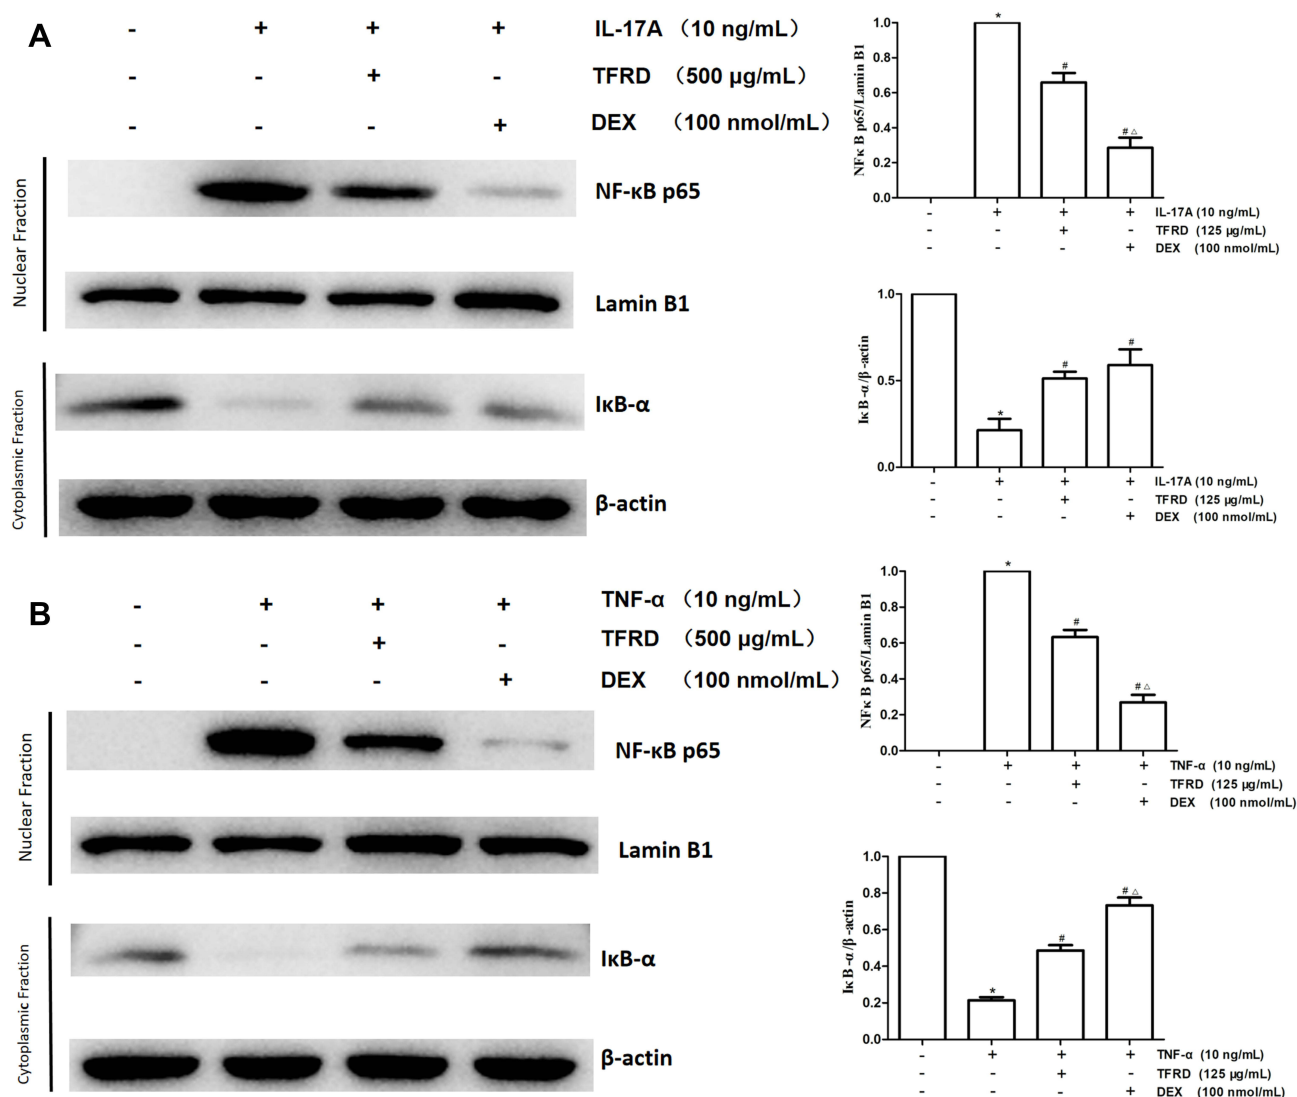 A
- + + + IL-17A (10 ng/mL)
- - + - TFRD (500 μg/mL)
- - - + DEX (100 nmol/mL)
Nuclear Fraction
NF-κB p65
Lamin B1
Cytoplasmic Fraction
IκB-α
β-actin
NFκ B p65/Lamin B1
1.0
0.8
0.6
0.4
0.2
0.0
*
#
# △
- + + + IL-17A (10 ng/mL)
- - + - TFRD (125 μg/mL)
- - - + DEX (100 nmol/mL)
Iκ B -α/β -actin
1.0
0.5
0.0
*
#
#
- + + + IL-17A (10 ng/mL)
- - + - TFRD (125 μg/mL)
- - - + DEX (100 nmol/mL)
B
- + + + TNF-α (10 ng/mL)
- - + - TFRD (500 μg/mL)
- - - + DEX (100 nmol/mL)
Nuclear Fraction
NF-κB p65
Lamin B1
Cytoplasmic Fraction
IκB-α
β-actin
NFκ B p65/Lamin B1
1.0
0.8
0.6
0.4
0.2
0.0
*
#
# △
- + + + TNF-α (10 ng/mL)
- - + - TFRD (125 μg/mL)
- - - + DEX (100 nmol/mL)
Iκ B -α/β -actin
1.0
0.8
0.6
0.4
0.2
0.0
*
#
# △
- + + + TNF-α (10 ng/mL)
- - + - TFRD (125 μg/mL)
- - - + DEX (100 nmol/mL)